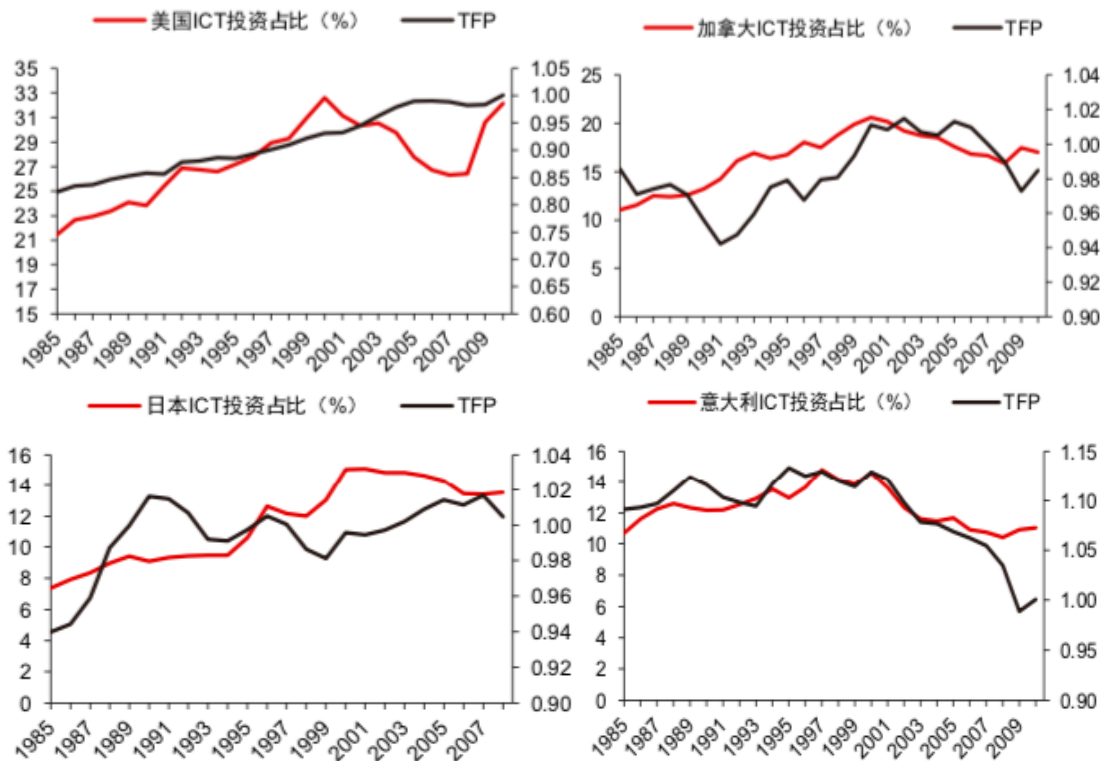 美国ICT投资占比（%） TFP
35 33 31 29 27 25 23 21 19 17 15
1.05 1.00 0.95 0.90 0.85 0.80 0.75 0.70 0.65 0.60
1985 1987 1989 1991 1993 1995 1997 1999 2001 2003 2005 2007 2009
加拿大ICT投资占比（%） TFP
25 20 15 10 5 0
1.04 1.02 1.00 0.98 0.96 0.94 0.92 0.90
1985 1987 1989 1991 1993 1995 1997 1999 2001 2003 2005 2007 2009
日本ICT投资占比（%） TFP
16 14 12 10 8 6 4 2 0
1.04 1.02 1.00 0.98 0.96 0.94 0.92 0.90
1985 1987 1989 1991 1993 1995 1997 1999 2001 2003 2005 2007
意大利ICT投资占比（%） TFP
16 14 12 10 8 6 4 2 0
1.15 1.10 1.05 1.00 0.95 0.90
1985 1987 1989 1991 1993 1995 1997 1999 2001 2003 2005 2007 2009